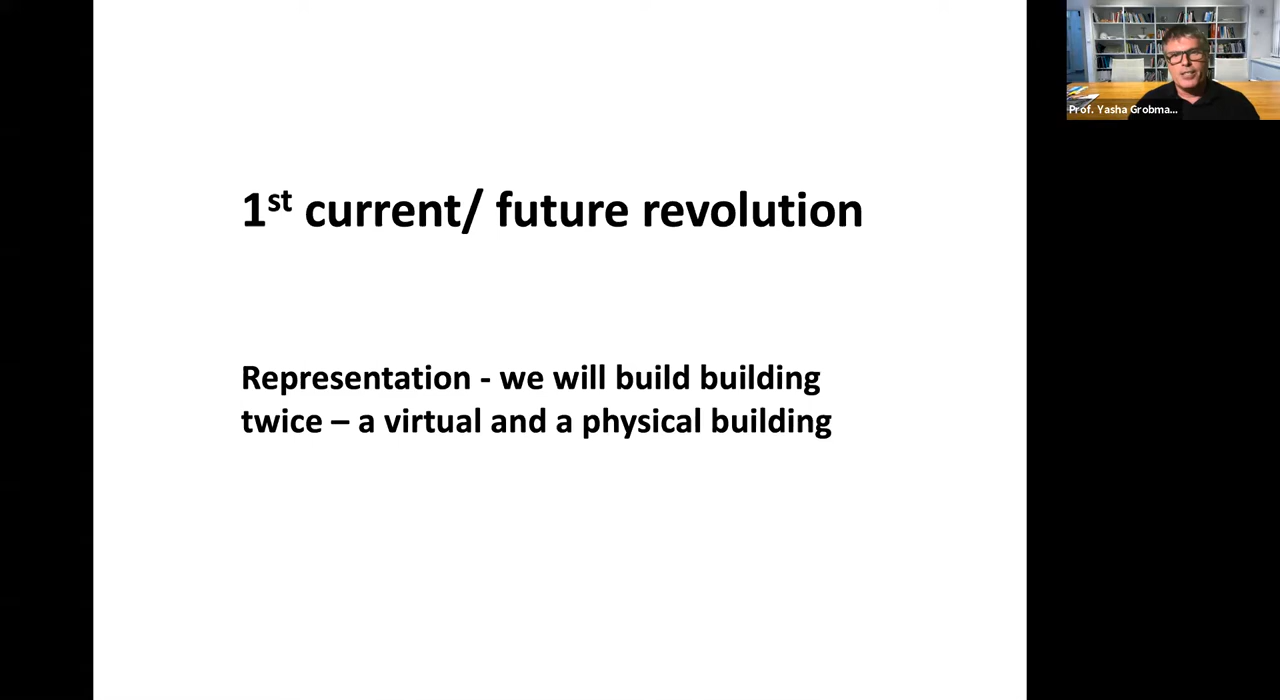 1st current/ future revolution
Representation - we will build building
twice – a virtual and a physical building
Prof. Yasha Grobma...